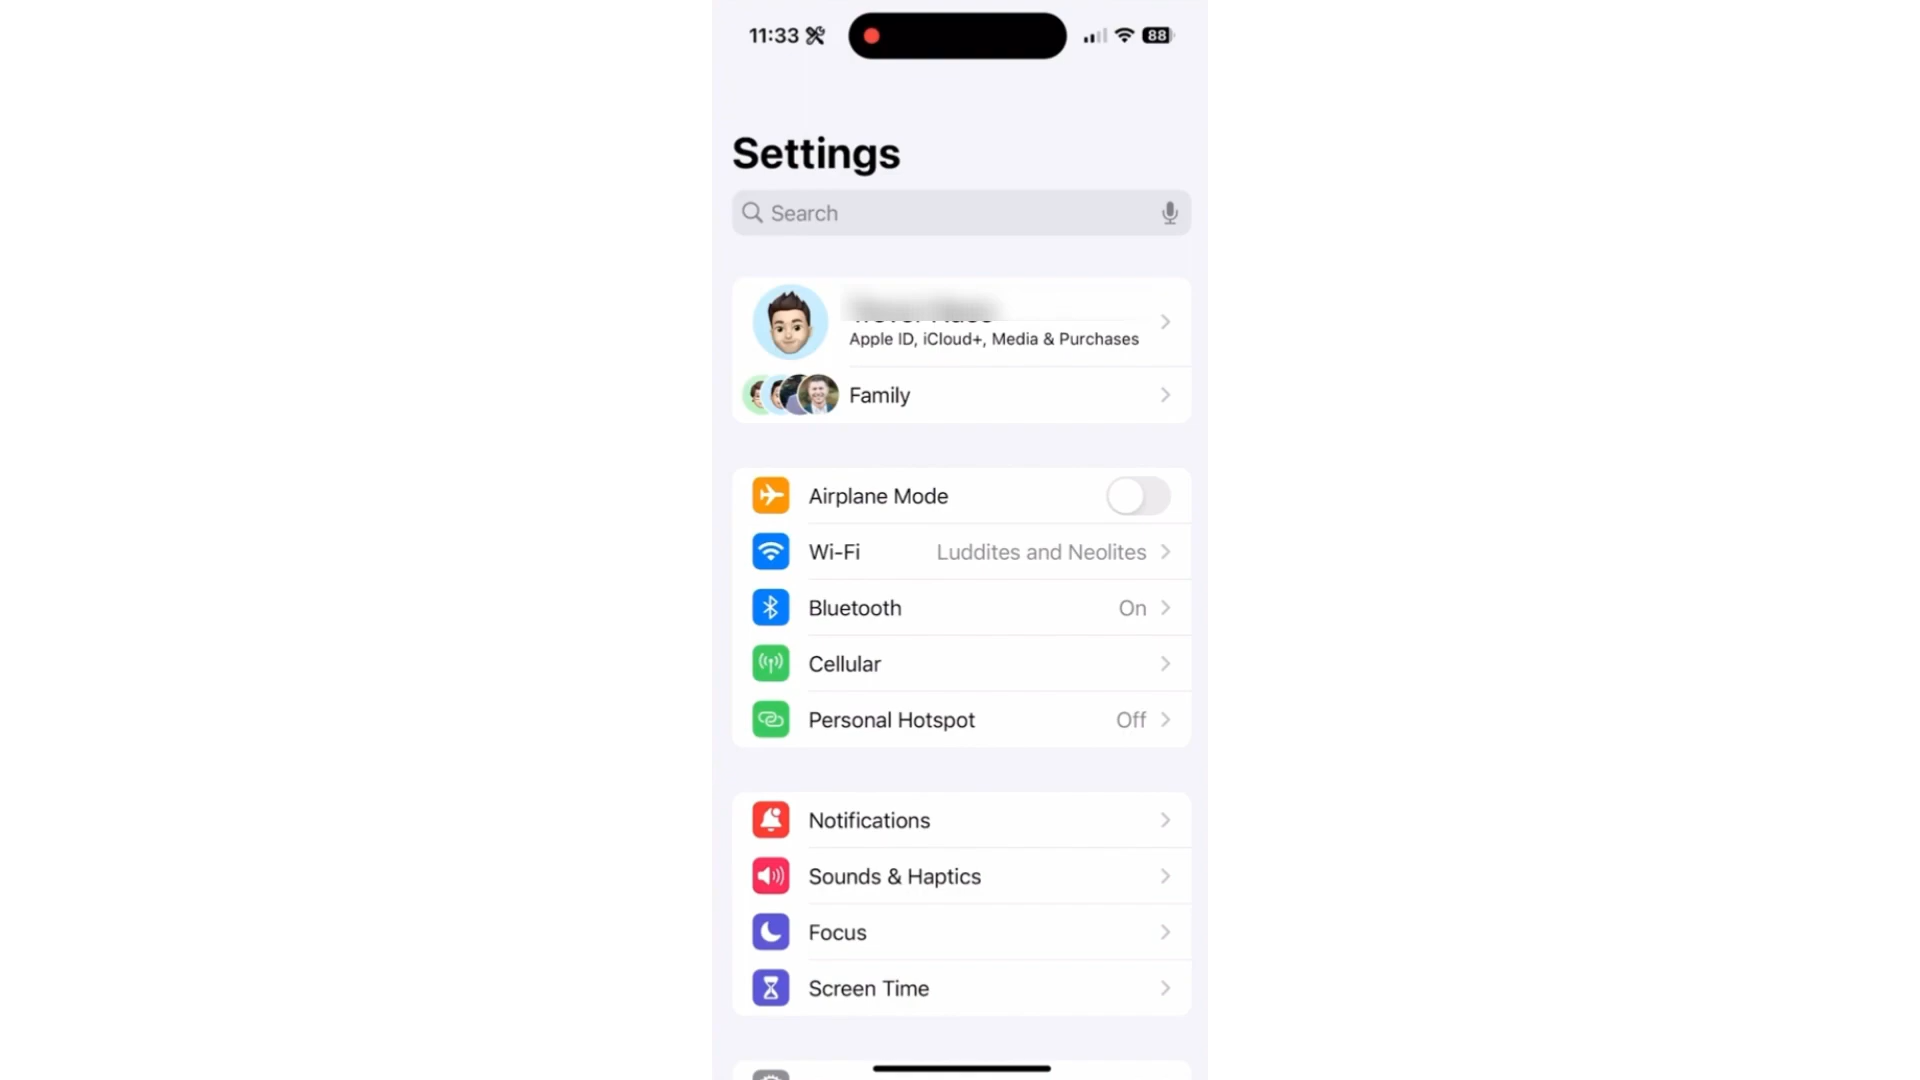 11:33
88
Settings
Search
Apple ID, iCloud+, Media & Purchases
Family
Airplane Mode
Wi-Fi Luddites and Neolites
Bluetooth On
Cellular
Personal Hotspot Off
Notifications
Sounds & Haptics
Focus
Screen Time